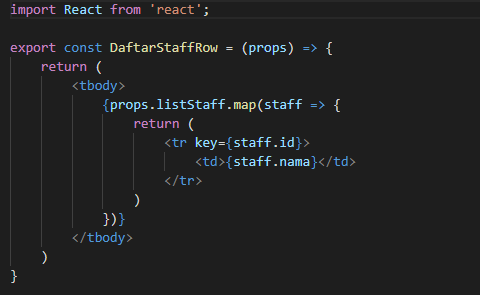 import React from 'react';
export const DaftarStaffRow = (props) => {
return (
<tbody>
{props.listStaff.map(staff => {
return (
<tr key={staff.id}>
<td>{staff.nama}</td>
</tr>
)
})}
</tbody>
)
}